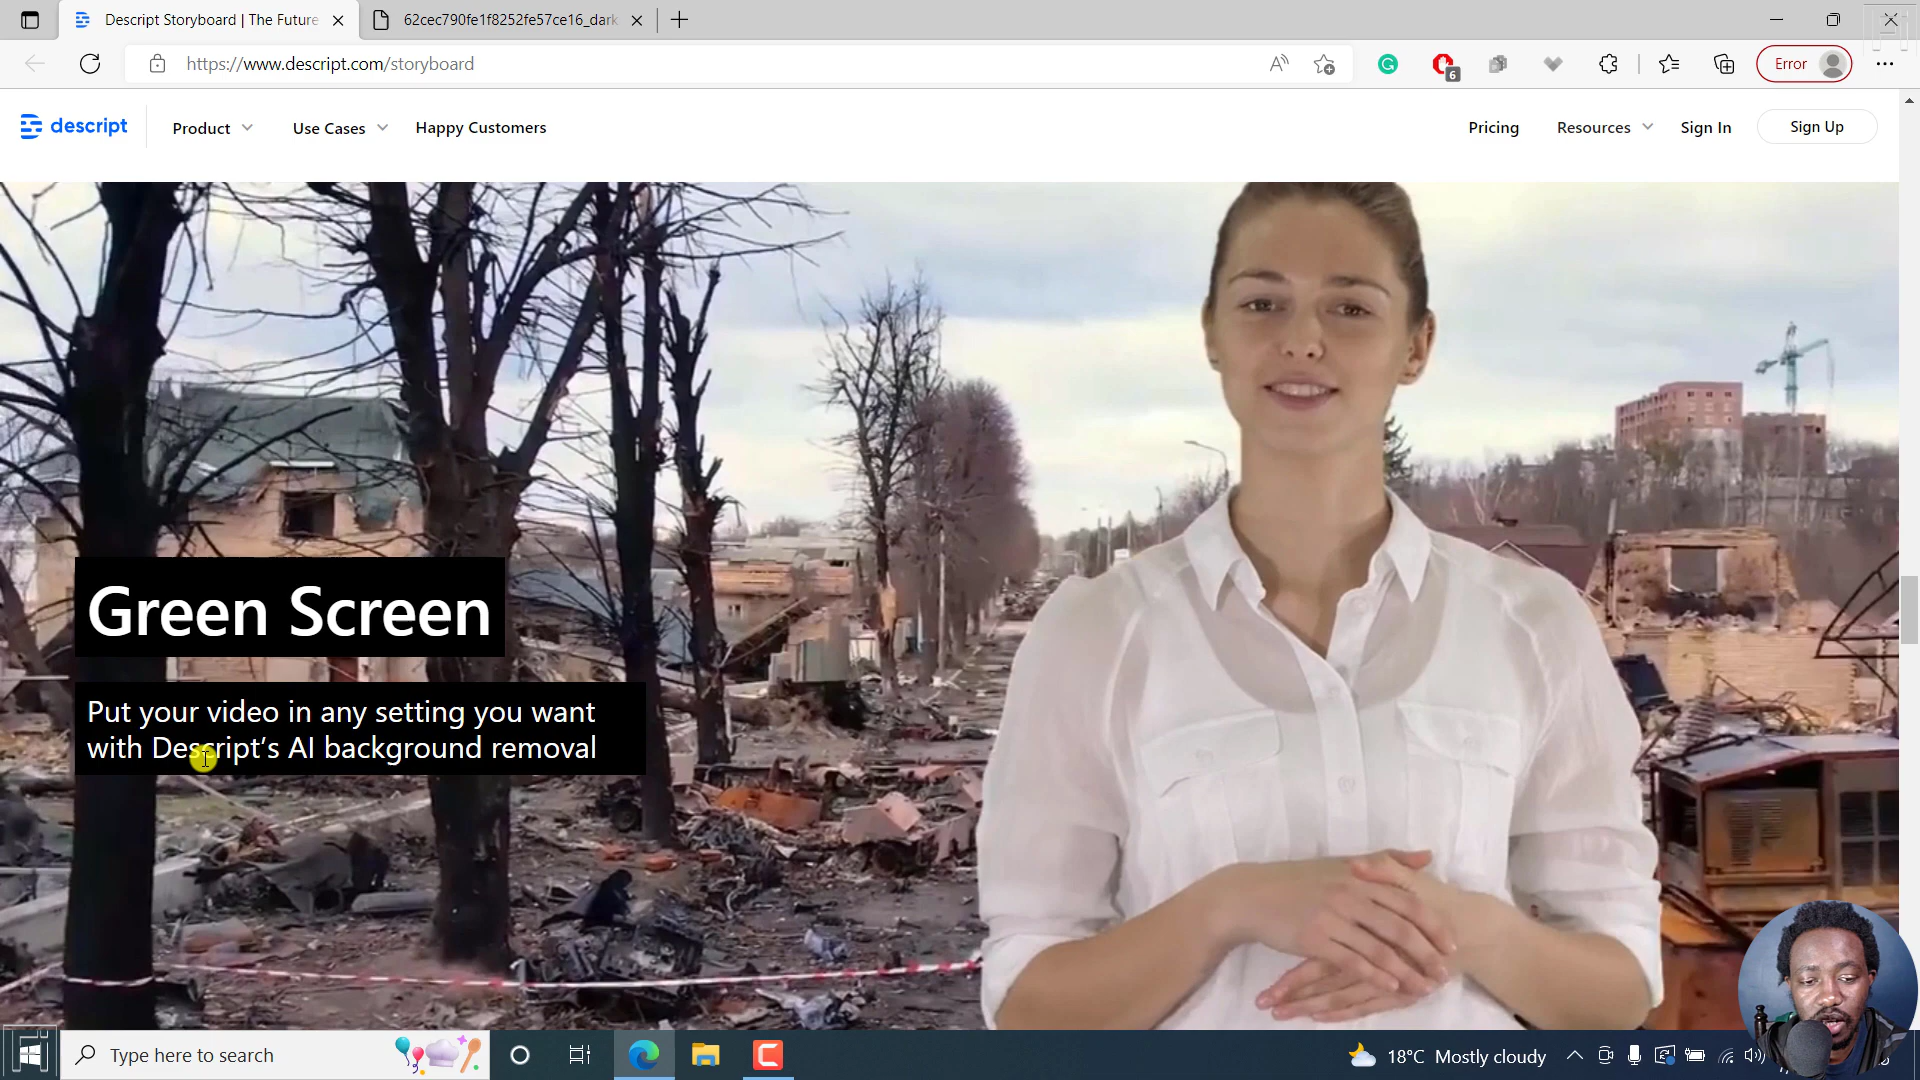 Descript Storyboard | The Future
62cec790fe1f8252fe57ce16_dark
https://www.descript.com/storyboard
A
G
6
Error
descript
Product
Use Cases
Happy Customers
Pricing
Resources
Sign In
Sign Up
Green Screen
Put your video in any setting you want
with Descript’s AI background removal
Type here to search
18°C Mostly cloudy